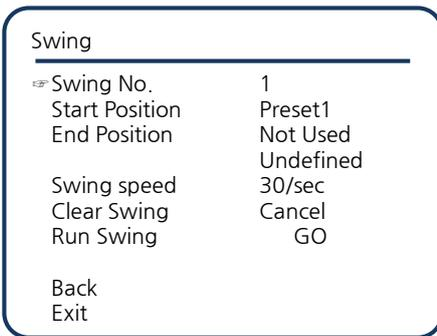 Swing
☞Swing No. 1
Start Position Preset1
End Position Not Used
Undefined
Swing speed 30/sec
Clear Swing Cancel
Run Swing GO
Back
Exit